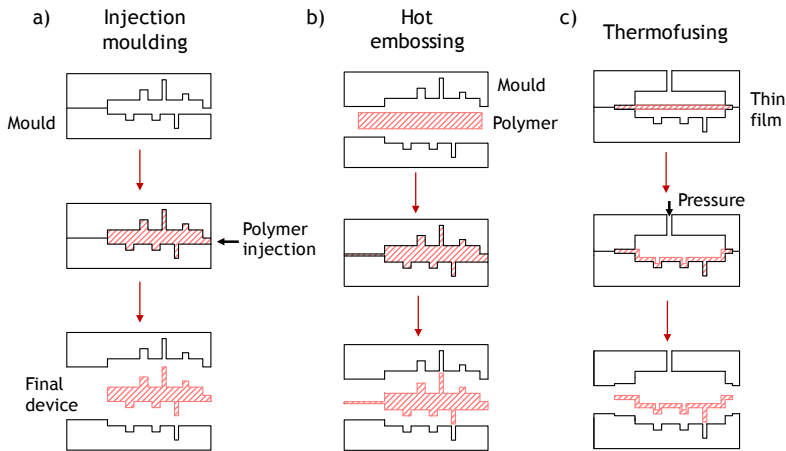 a) Injection
moulding
Mould
Polymer
injection
Final
device
b) Hot
embossing
Mould
Polymer
c) Thermofusing
Thin
film
Pressure